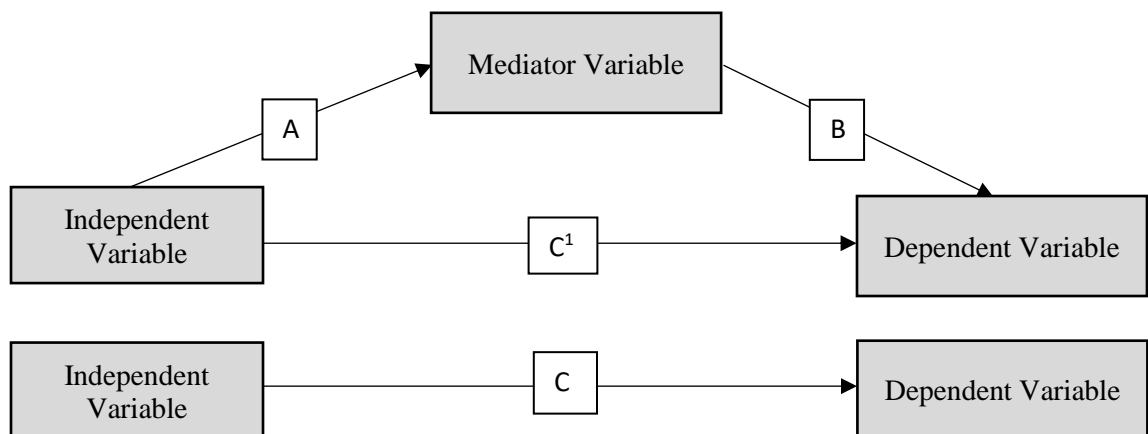 Mediator Variable
A
B
Independent
Variable
C¹
Dependent Variable
Independent
Variable
C
Dependent Variable